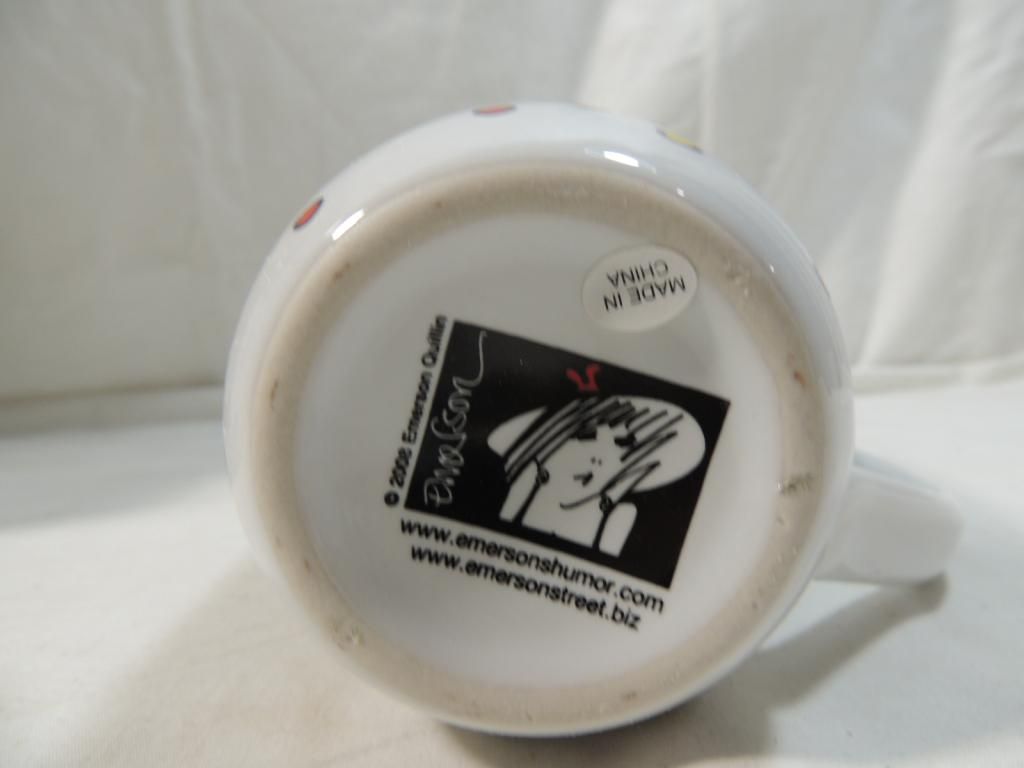 MADE IN
CHINA
© 2008 Emerson Quillin
Emerson
www.emersonshumor.com
www.emersonstreet.biz